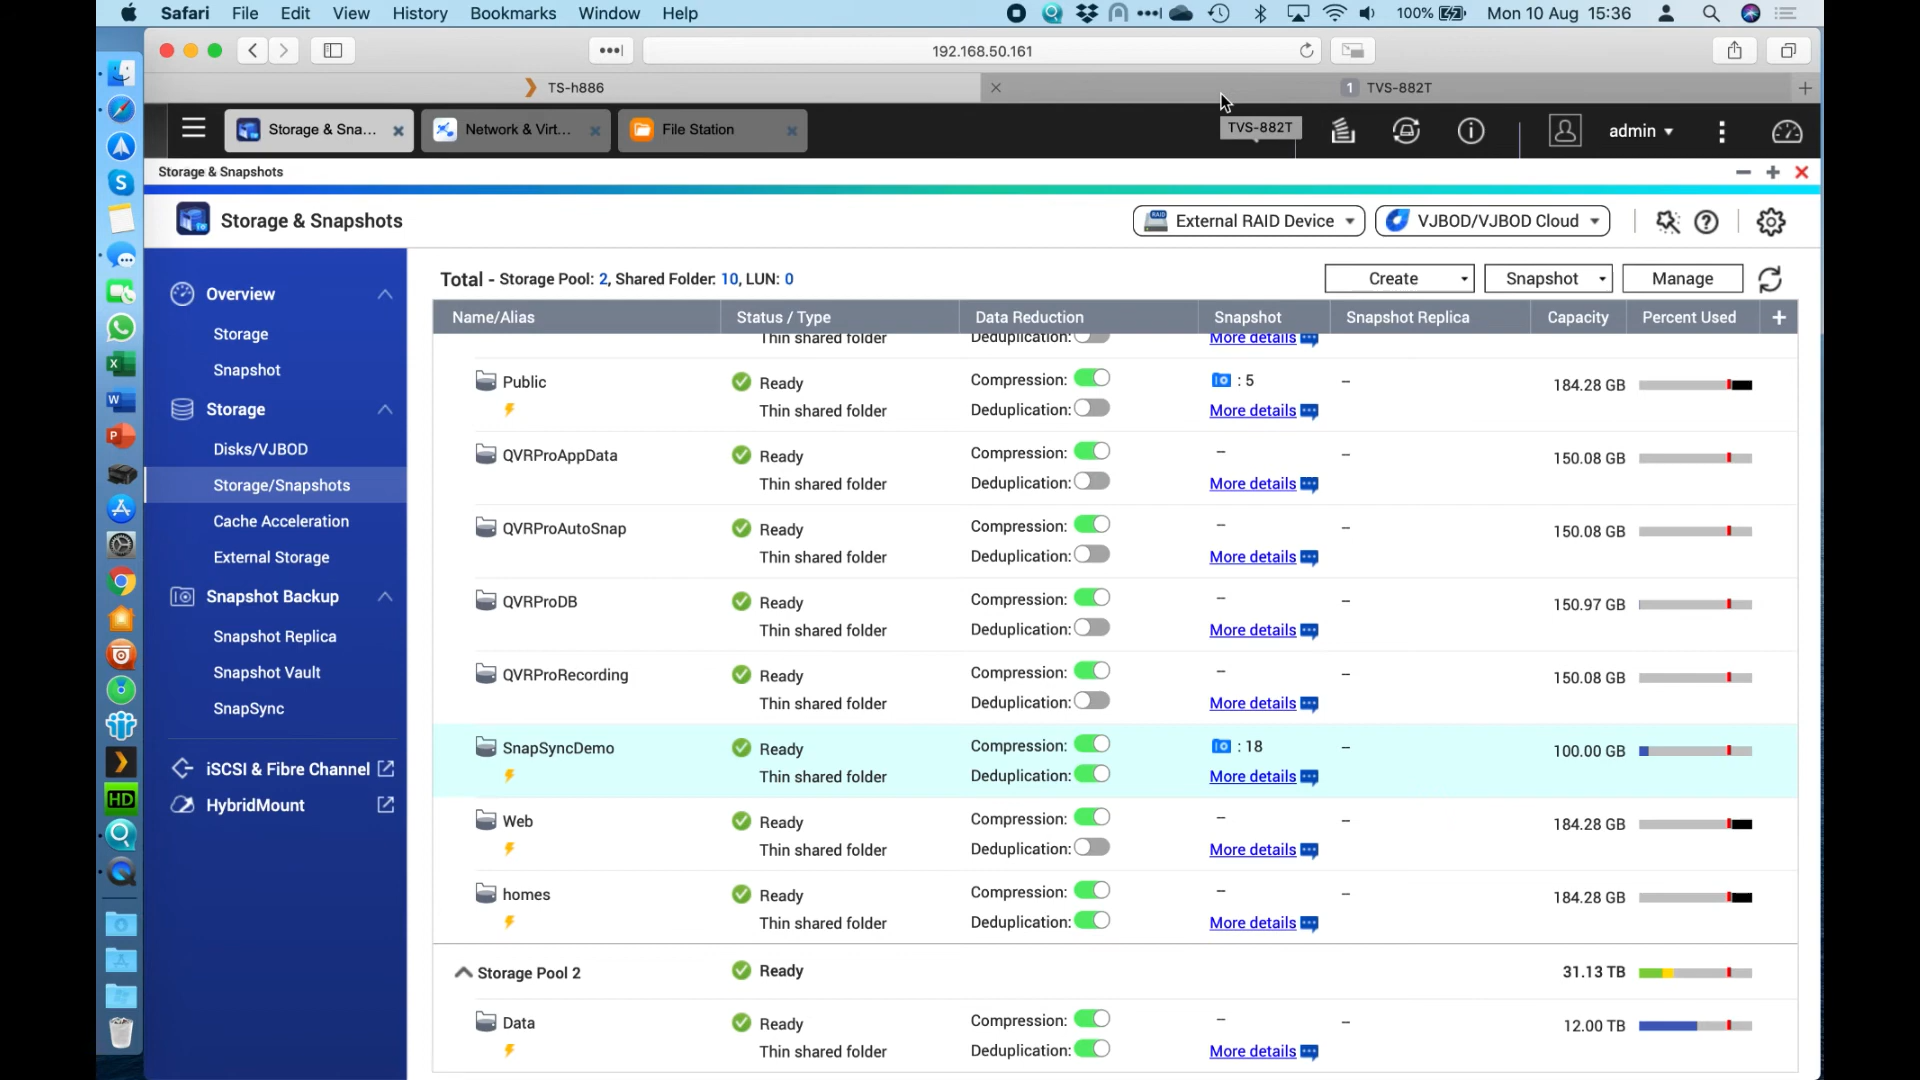 Safari File Edit View History Bookmarks Window Help 100% Mon 10 Aug 15:36
192.168.50.161
TS-h886 1 TVS-882T
Storage & Sna... Network & Virt... File Station admin
TVS-882T
Storage & Snapshots
Storage & Snapshots External RAID Device VJBOD/VJBOD Cloud
Overview
Storage
Snapshot
Storage
Disks/VJBOD
Storage/Snapshots
Cache Acceleration
External Storage
Snapshot Backup
Snapshot Replica
Snapshot Vault
SnapSync
iSCSI & Fibre Channel
HybridMount
Total - Storage Pool: 2, Shared Folder: 10, LUN: 0 Create Snapshot Manage
Name/Alias Status / Type Data Reduction Snapshot Snapshot Replica Capacity Percent Used +
Thin shared folder Deduplication: More details
Public Ready Compression: : 5 -- 184.28 GB
Thin shared folder Deduplication: More details
QVRProAppData Ready Compression: -- -- 150.08 GB
Thin shared folder Deduplication: More details
QVRProAutoSnap Ready Compression: -- -- 150.08 GB
Thin shared folder Deduplication: More details
QVRProDB Ready Compression: -- -- 150.97 GB
Thin shared folder Deduplication: More details
QVRProRecording Ready Compression: -- -- 150.08 GB
Thin shared folder Deduplication: More details
SnapSyncDemo Ready Compression: : 18 -- 100.00 GB
Thin shared folder Deduplication: More details
Web Ready Compression: -- -- 184.28 GB
Thin shared folder Deduplication: More details
homes Ready Compression: -- -- 184.28 GB
Thin shared folder Deduplication: More details
Storage Pool 2 Ready 31.13 TB
Data Ready Compression: -- -- 12.00 TB
Thin shared folder Deduplication: More details
HD